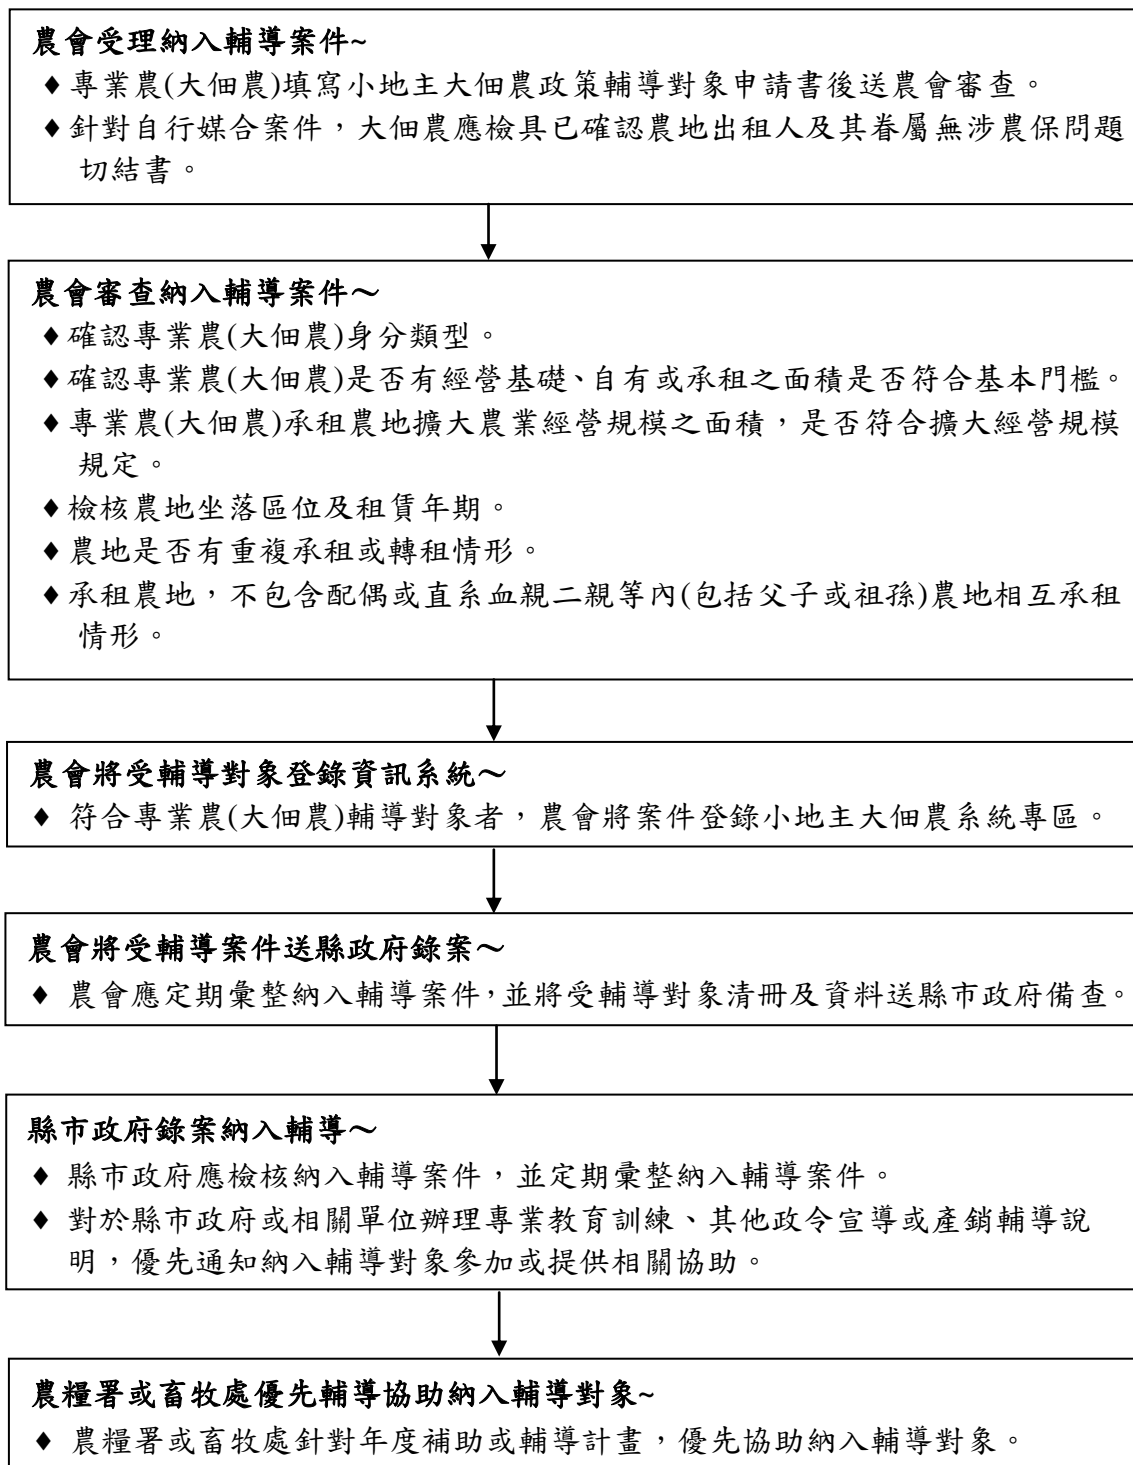 農會受理納入輔導案件~
♦專業農(大佃農)填寫小地主大佃農政策輔導對象申請書後送農會審查。
♦針對自行媒合案件，大佃農應檢具已確認農地出租人及其眷屬無涉農保問題
切結書。
農會審查納入輔導案件～
♦確認專業農(大佃農)身分類型。
♦確認專業農(大佃農)是否有經營基礎、自有或承租之面積是否符合基本門檻。
♦專業農(大佃農)承租農地擴大農業經營規模之面積，是否符合擴大經營規模
規定。
♦檢核農地坐落區位及租賃年期。
♦農地是否有重複承租或轉租情形。
♦承租農地，不包含配偶或直系血親二親等內(包括父子或祖孫)農地相互承租
情形。
農會將受輔導對象登錄資訊系統～
♦ 符合專業農(大佃農)輔導對象者，農會將案件登錄小地主大佃農系統專區。
農會將受輔導案件送縣政府錄案～
♦ 農會應定期彙整納入輔導案件，並將受輔導對象清冊及資料送縣市政府備查。
縣市政府錄案納入輔導～
♦ 縣市政府應檢核納入輔導案件，並定期彙整納入輔導案件。
♦ 對於縣市政府或相關單位辦理專業教育訓練、其他政令宣導或產銷輔導說
明，優先通知納入輔導對象參加或提供相關協助。
農糧署或畜牧處優先輔導協助納入輔導對象~
♦ 農糧署或畜牧處針對年度補助或輔導計畫，優先協助納入輔導對象。